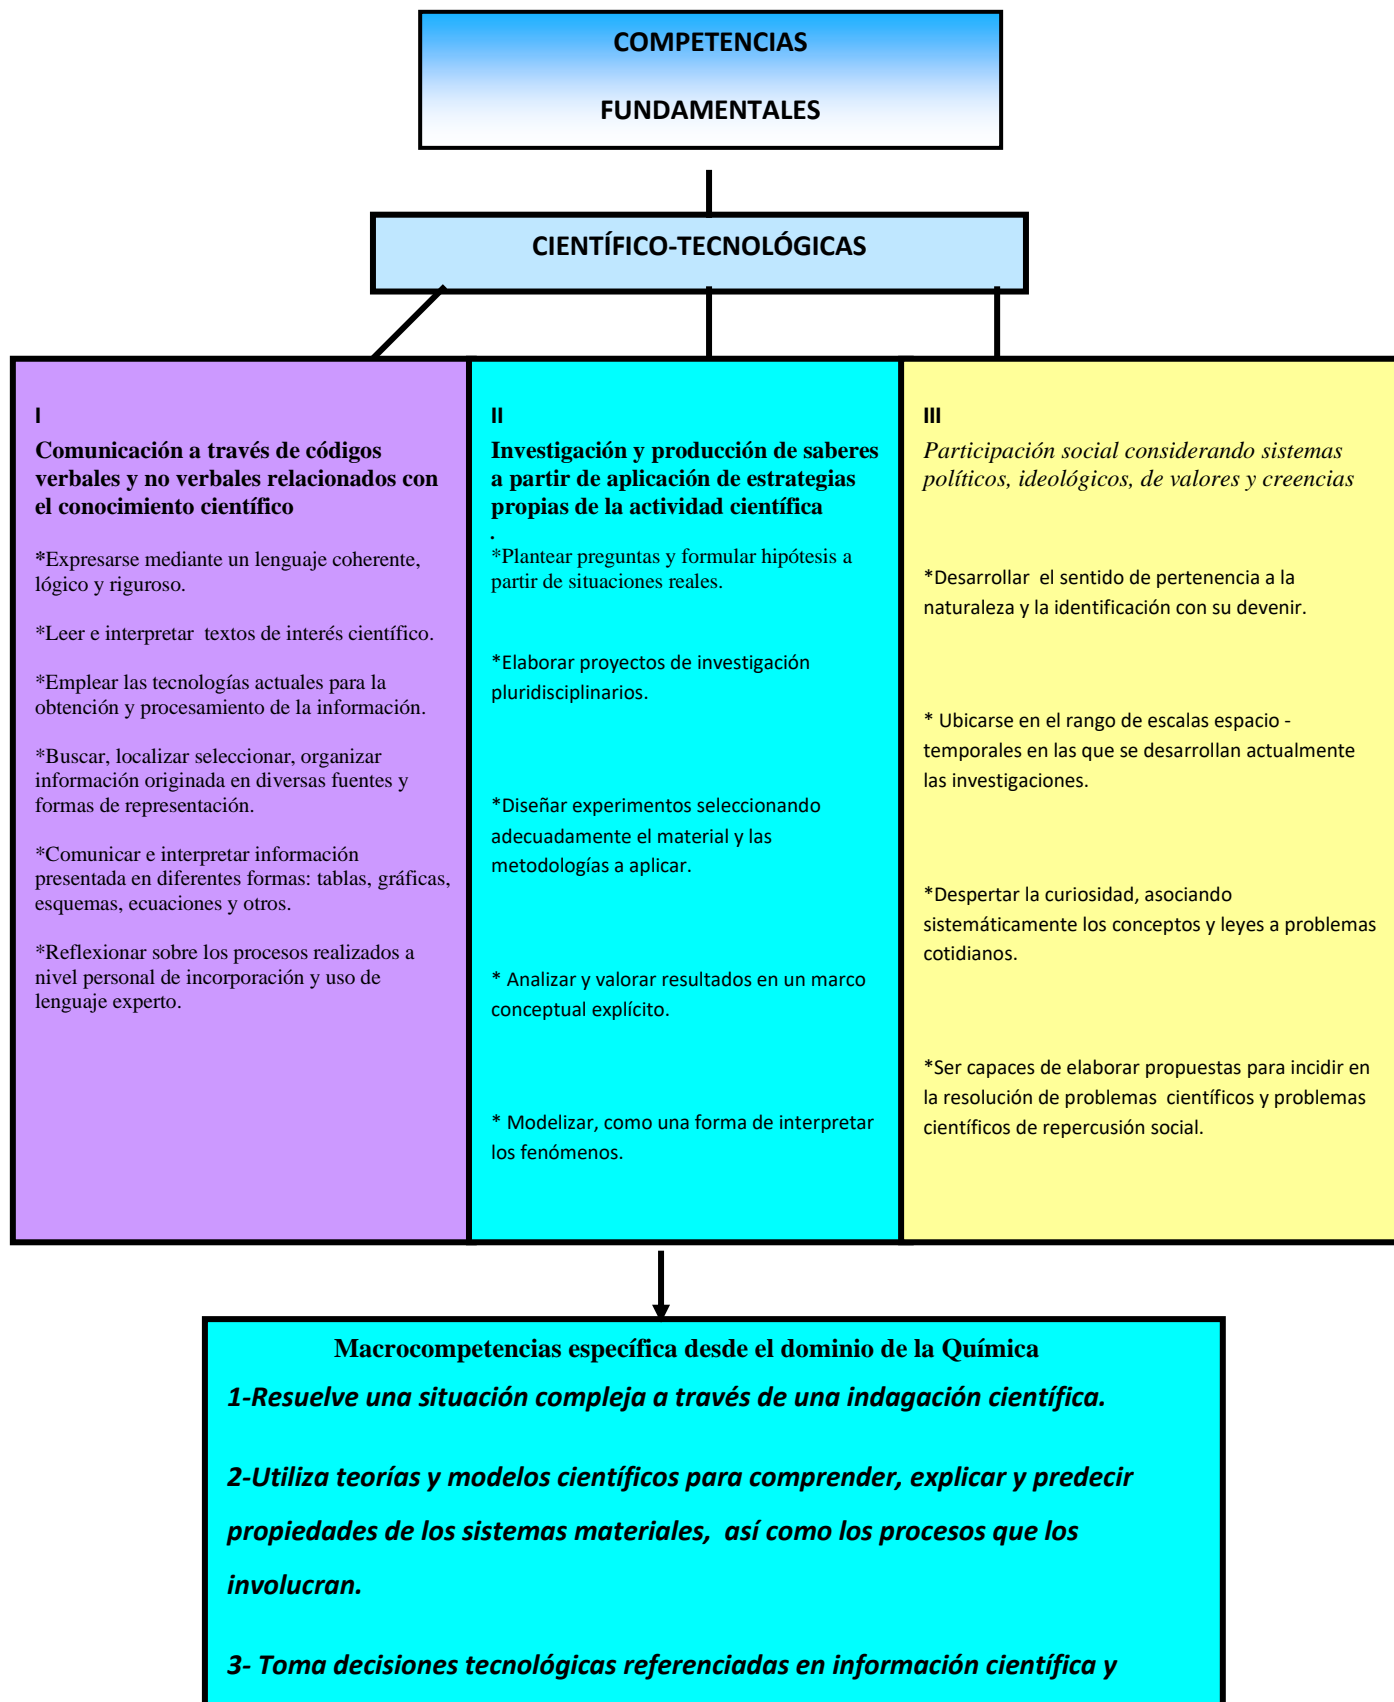 COMPETENCIAS
FUNDAMENTALES
CIENTÍFICO-TECNOLÓGICAS
I
Comunicación a través de códigos
verbales y no verbales relacionados con
el conocimiento científico
*Expresarse mediante un lenguaje coherente,
lógico y riguroso.
*Leer e interpretar  textos de interés científico.
*Emplear las tecnologías actuales para la
obtención y procesamiento de la información.
*Buscar, localizar seleccionar, organizar
información originada en diversas fuentes y
formas de representación.
*Comunicar e interpretar información
presentada en diferentes formas: tablas, gráficas,
esquemas, ecuaciones y otros.
*Reflexionar sobre los procesos realizados a
nivel personal de incorporación y uso de
lenguaje experto.
II
Investigación y producción de saberes
a partir de aplicación de estrategias
propias de la actividad científica
.
*Plantear preguntas y formular hipótesis a
partir de situaciones reales.
*Elaborar proyectos de investigación
pluridisciplinarios.
*Diseñar experimentos seleccionando
adecuadamente el material y las
metodologías a aplicar.
* Analizar y valorar resultados en un marco
conceptual explícito.
* Modelizar, como una forma de interpretar
los fenómenos.
III
Participación social considerando sistemas
políticos, ideológicos, de valores y creencias
*Desarrollar  el sentido de pertenencia a la
naturaleza y la identificación con su devenir.
* Ubicarse en el rango de escalas espacio -
temporales en las que se desarrollan actualmente
las investigaciones.
*Despertar la curiosidad, asociando
sistemáticamente los conceptos y leyes a problemas
cotidianos.
*Ser capaces de elaborar propuestas para incidir en
la resolución de problemas  científicos y problemas
científicos de repercusión social.
Macrocompetencias específica desde el dominio de la Química
1-Resuelve una situación compleja a través de una indagación científica.
2-Utiliza teorías y modelos científicos para comprender, explicar y predecir
propiedades de los sistemas materiales,  así como los procesos que los
involucran.
3- Toma decisiones tecnológicas referenciadas en información científica y